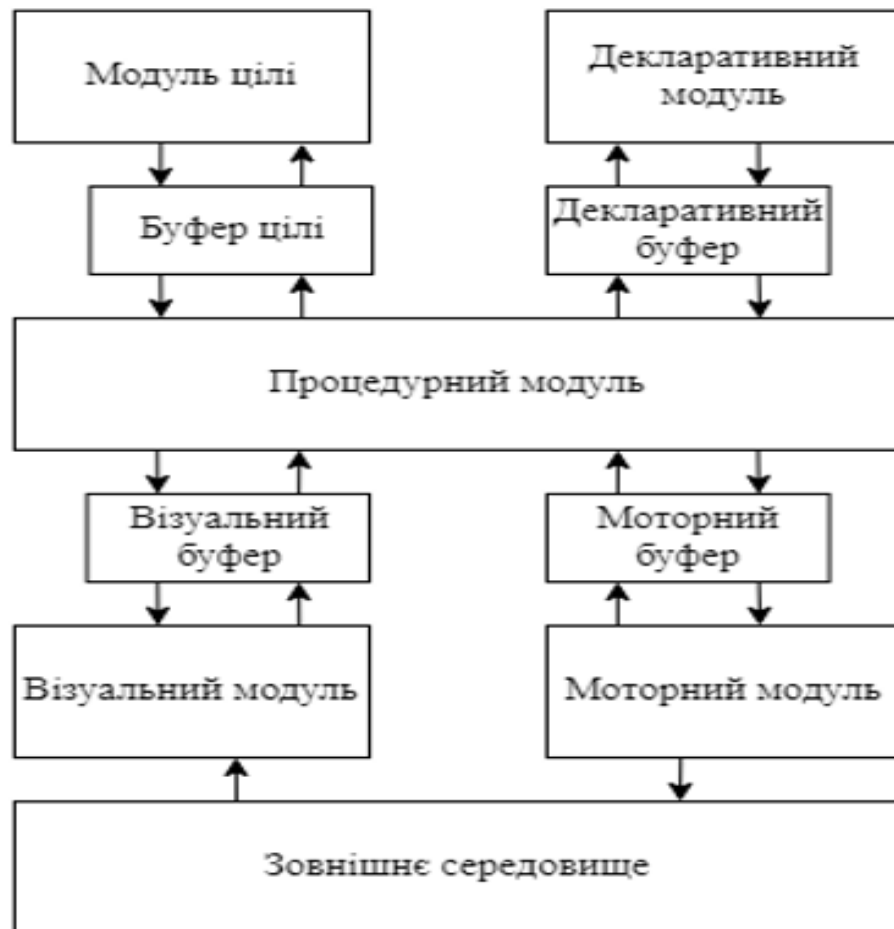 Модуль цілі
Декларативний
модуль
Буфер цілі
Декларативний
буфер
Процедурний модуль
Візуальний
буфер
Моторний
буфер
Візуальний модуль
Моторний модуль
Зовнішнє середовище